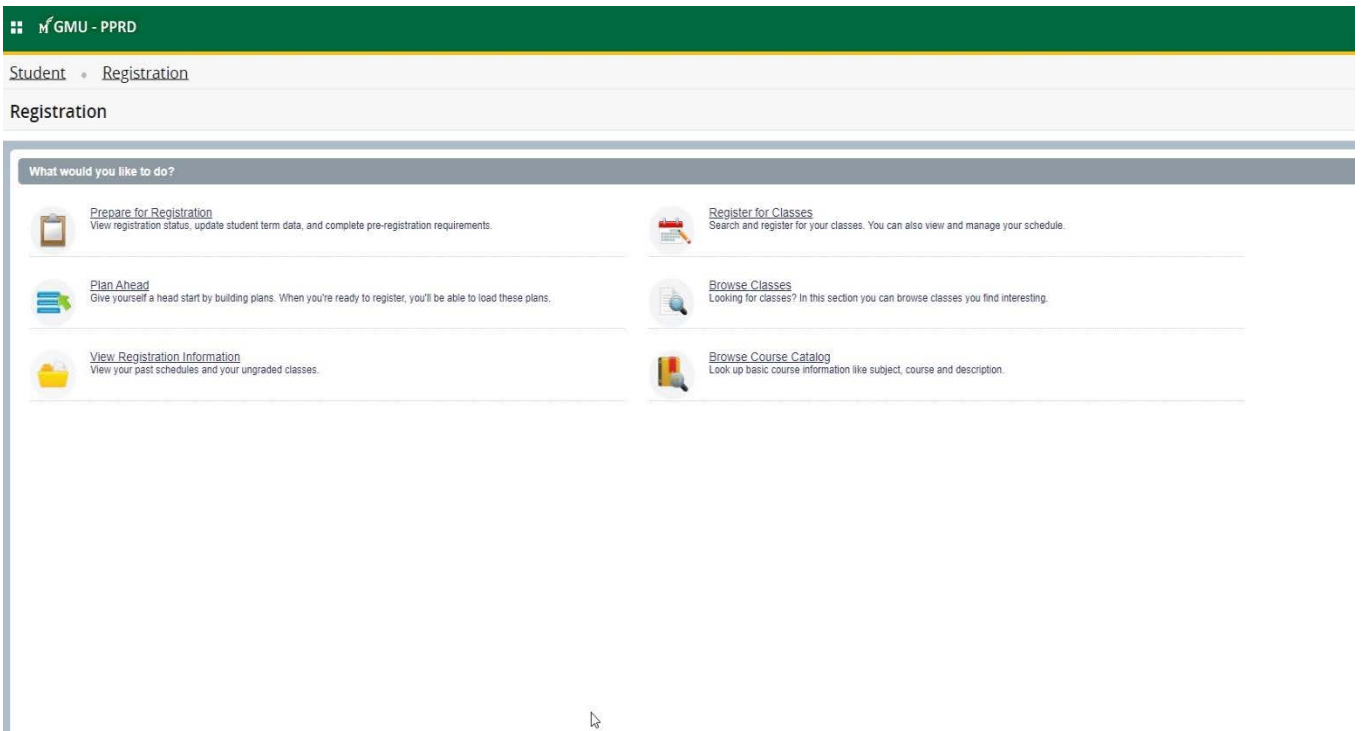 GMU - PPRD
Student • Registration
Registration
What would you like to do?
Prepare for Registration
View registration status, update student term data, and complete pre-registration requirements.
Register for Classes
Search and register for your classes. You can also view and manage your schedule.
Plan Ahead
Give yourself a head start by building plans. When you're ready to register, you'll be able to load these plans.
Browse Classes
Looking for classes? In this section you can browse classes you find interesting.
View Registration Information
View your past schedules and your ungraded classes.
Browse Course Catalog
Look up basic course information like subject, course and description.